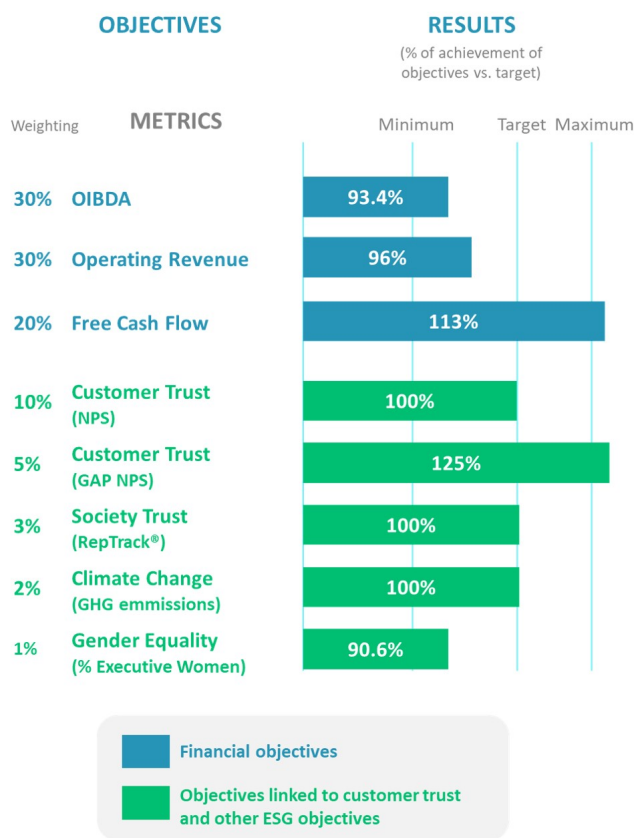 OBJECTIVES
RESULTS
(% of achievement of
objectives vs. target)
Weighting
METRICS
Minimum
Target
Maximum
30% OIBDA 93.4%
30% Operating Revenue 96%
20% Free Cash Flow 113%
10% Customer Trust
(NPS)
100%
5% Customer Trust
(GAP NPS)
125%
3% Society Trust
(RepTrack®)
100%
2% Climate Change
(GHG emmissions)
100%
1% Gender Equality
(% Executive Women)
90.6%
Financial objectives
Objectives linked to customer trust
and other ESG objectives